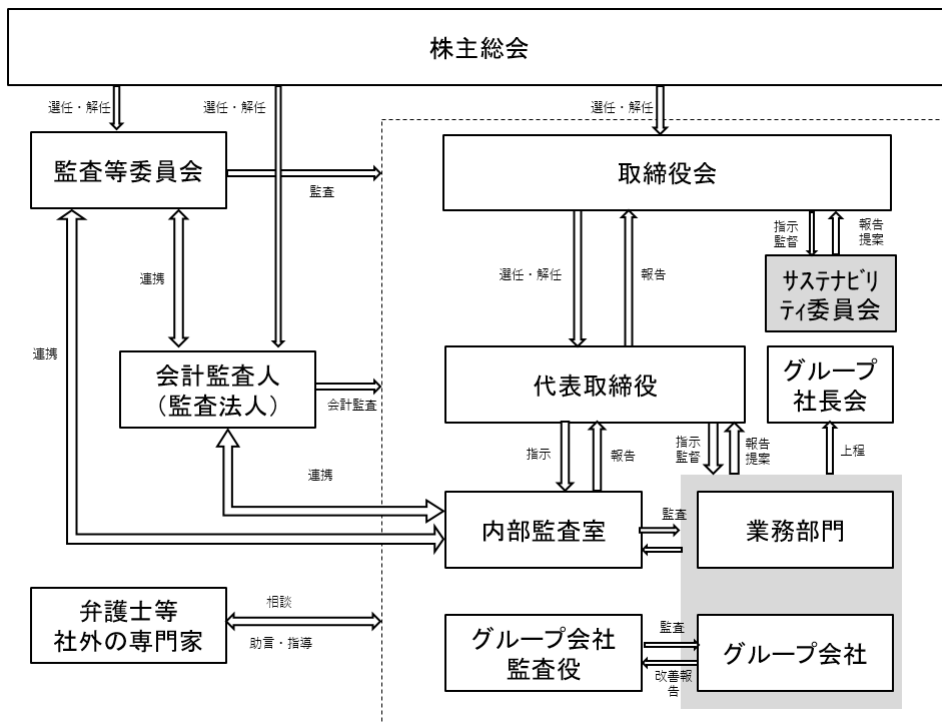 株主総会
選任・解任
選任・解任
選任・解任
監査等委員会
監査
取締役会
指示
監督
報告
提案
連携
選任・解任
報告
サステナビリ
ティ委員会
連携
会計監査人
（監査法人）
会計監査
代表取締役
グループ
社長会
指示
報告
指示
監督
報告
提案
上程
連携
内部監査室
監査
業務部門
弁護士等
社外の専門家
相談
助言・指導
グループ会社
監査役
監査
改善報
告
グループ会社